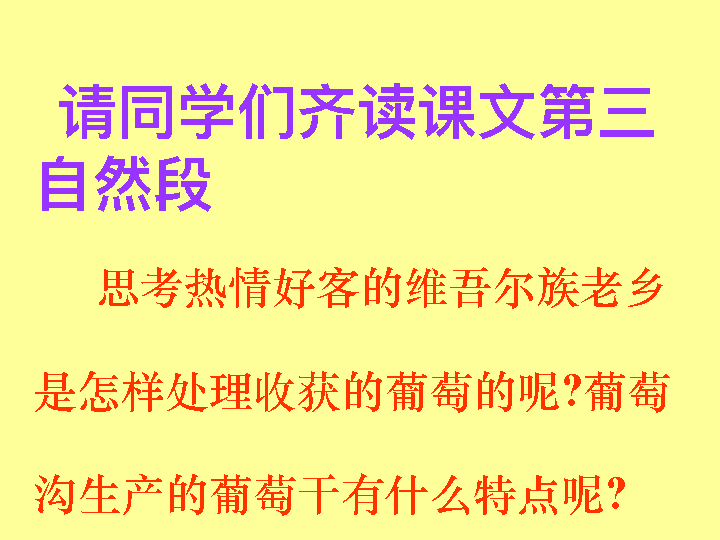 请同学们齐读课文第三
自然段
思考热情好客的维吾尔族老乡
是怎样处理收获的葡萄的呢?葡萄
沟生产的葡萄干有什么特点呢?